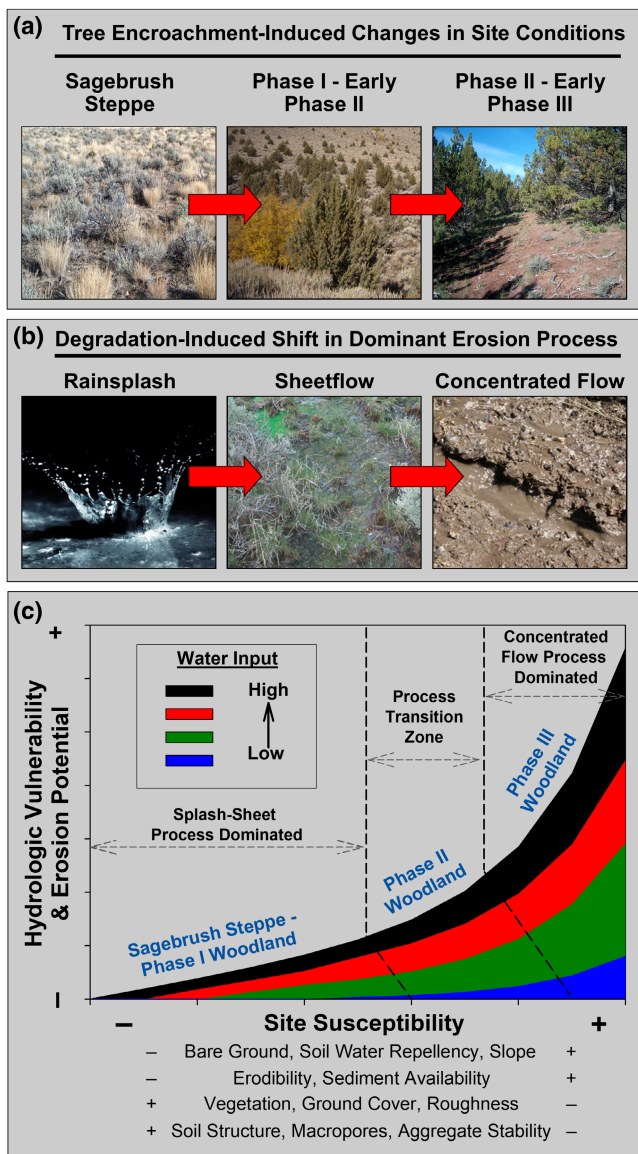 (a) Tree Encroachment-Induced Changes in Site Conditions
Sagebrush
Steppe
Phase I - Early
Phase II
Phase II - Early
Phase III
(b) Degradation-Induced Shift in Dominant Erosion Process
Rainsplash
Sheetflow
Concentrated Flow
(c)
+
Hydrologic Vulnerability
& Erosion Potential
–
Water Input
High
Low
Concentrated
Flow Process
Dominated
Process
Transition
Zone
Splash-Sheet
Process Dominated
Sagebrush Steppe -
Phase I Woodland
Phase II
Woodland
Phase III
Woodland
– Site Susceptibility +
– Bare Ground, Soil Water Repellency, Slope +
– Erodibility, Sediment Availability +
+ Vegetation, Ground Cover, Roughness –
+ Soil Structure, Macropores, Aggregate Stability –